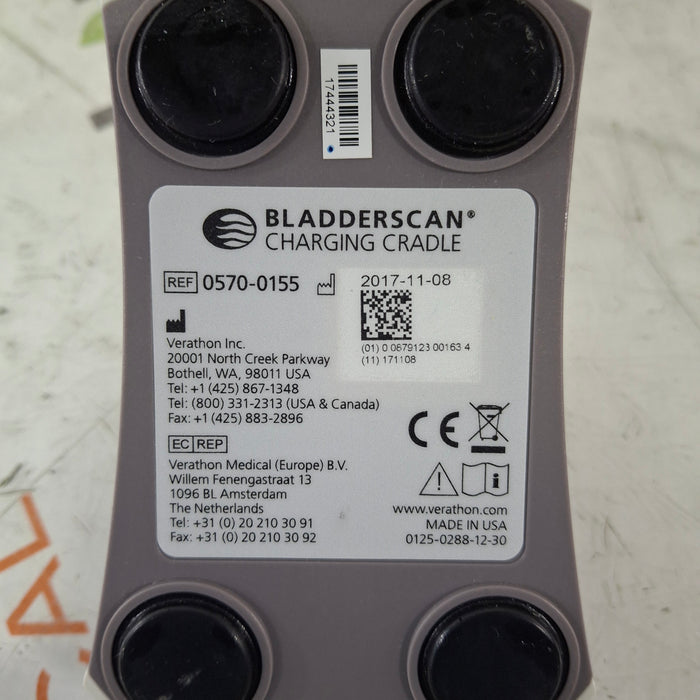 17444321
BLADDERSCAN®
CHARGING CRADLE
REF 0570-0155
2017-11-08
(01) 0 0879123 00163 4
(11) 171108
Verathon Inc.
20001 North Creek Parkway
Bothell, WA, 98011 USA
Tel: +1 (425) 867-1348
Tel: (800) 331-2313 (USA & Canada)
Fax: +1 (425) 883-2896
EC REP
Verathon Medical (Europe) B.V.
Willem Fenengastraat 13
1096 BL Amsterdam
The Netherlands
Tel: +31 (0) 20 210 30 91
Fax: +31 (0) 20 210 30 92
CE
www.verathon.com
MADE IN USA
0125-0288-12-30